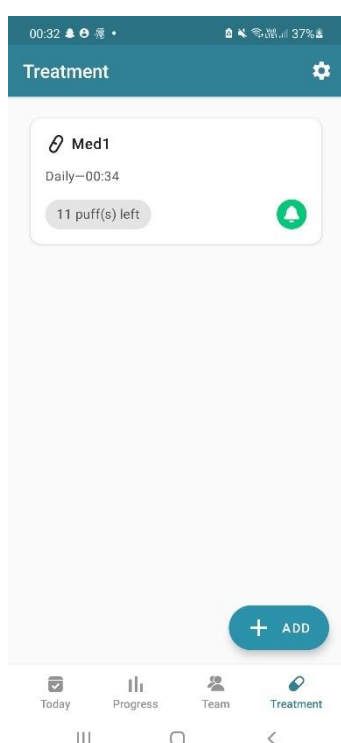 00:32
37%
Treatment
Med1
Daily—00:34
11 puff(s) left
+ ADD
Today Progress Team Treatment